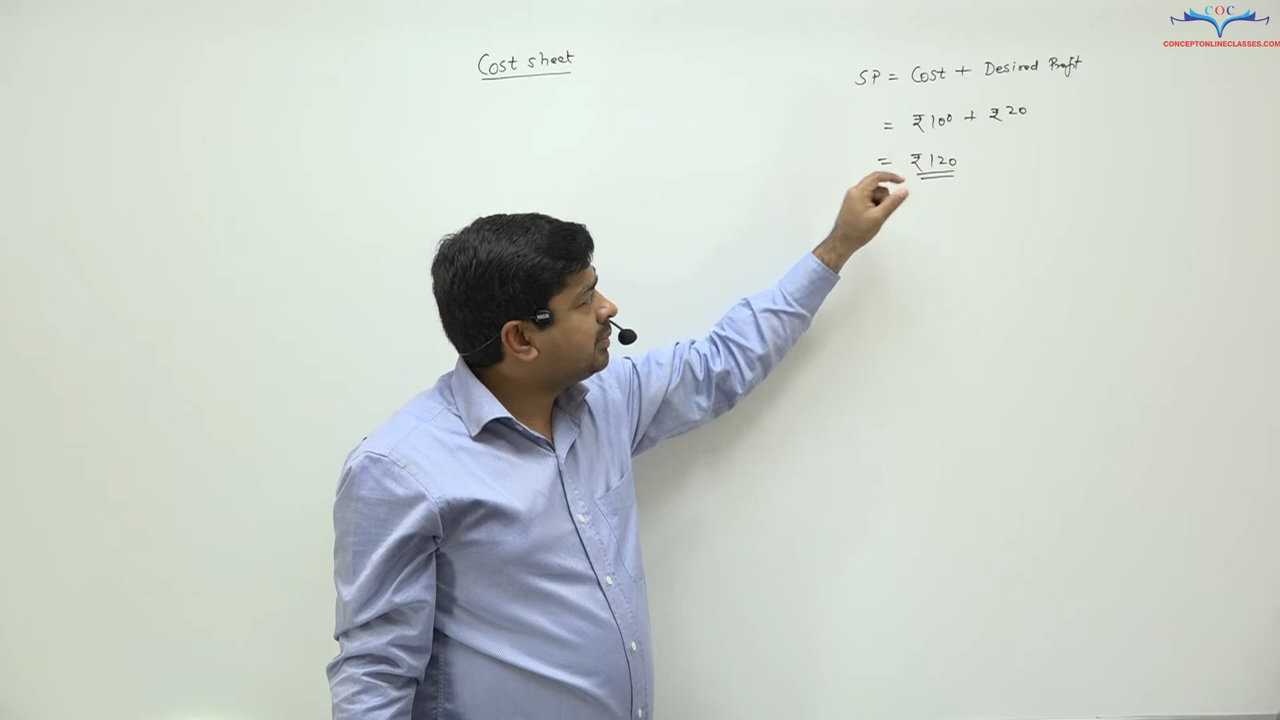 COC
CONCEPTONLINECLASSES.COM
Cost sheet
SP = Cost + Desired Profit
= ₹100 + ₹20
= ₹120